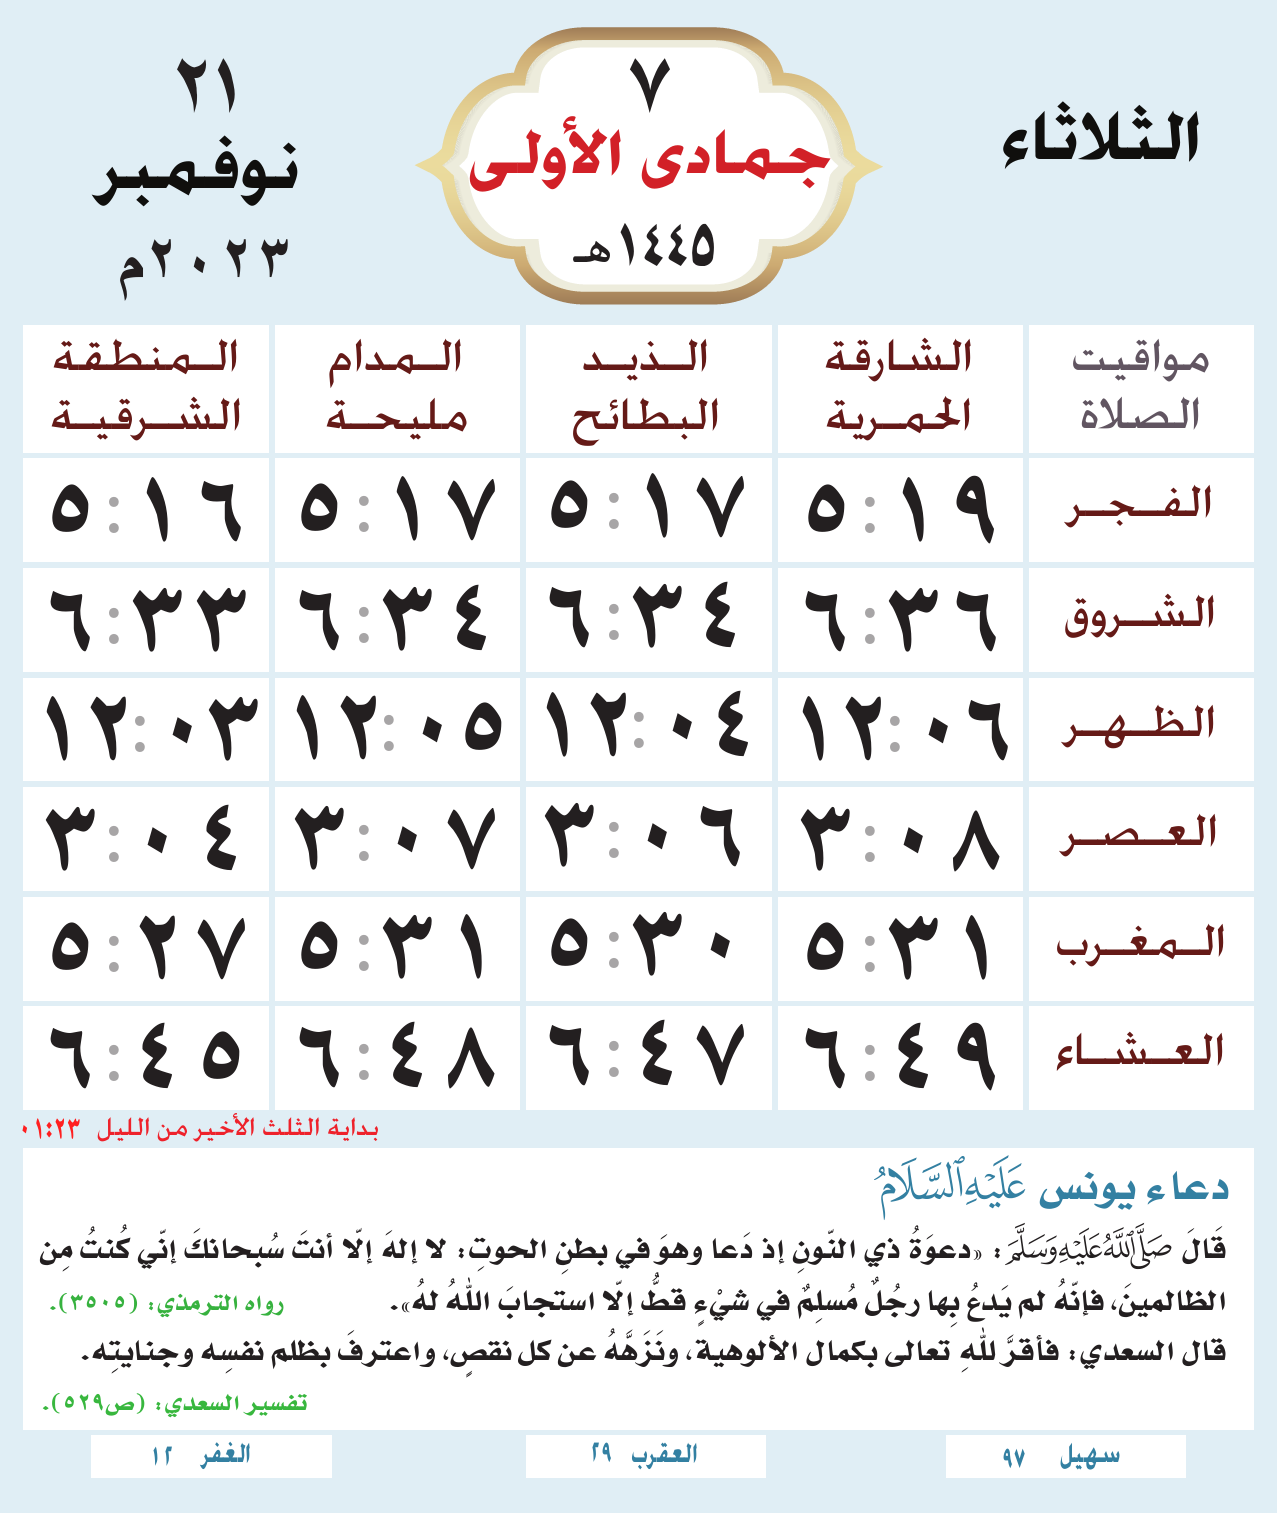 الثلاثاء
٧
جمادى الأولى
١٤٤٥هـ
٢١
نوفمبر
٢٠٢٣م
مواقيت الصلاة	الشارقة الحمرية	الذيد البطائح	المدام مليحة	المنطقة الشرقية
الفجر	٥:١٩	٥:١٧	٥:١٧	٥:١٦
الشروق	٦:٣٦	٦:٣٤	٦:٣٤	٦:٣٣
الظهر	١٢:٠٦	١٢:٠٤	١٢:٠٥	١٢:٠٣
العصر	٣:٠٨	٣:٠٦	٣:٠٧	٣:٠٤
المغرب	٥:٣١	٥:٣٠	٥:٣١	٥:٢٧
العشاء	٦:٤٩	٦:٤٧	٦:٤٨	٦:٤٥
بداية الثلث الأخير من الليل ٠١:٢٣
دعاء يونس عَلَيْهِ ٱلسَّلَامُ
قَالَ صَلَّى ٱللَّهُ عَلَيْهِ وَسَلَّمَ: «دعوَةُ ذي النّونِ إذ دَعا وهوَ في بطنِ الحوتِ: لا إلهَ إلّا أنتَ سُبحانكَ إنّي كُنتُ مِن
الظالمينَ، فإنّهُ لم يَدعُ بِها رجُلٌ مُسلِمٌ في شيْءٍ قطُّ إلّا استجابَ اللهُ لهُ». رواه الترمذي: (٣٥٠٥).
قال السعدي: فأقرَّ للهِ تعالى بكمال الألوهية، ونَزَهَّهُ عن كل نقصٍ، واعترفَ بظلم نفسِه وجنايتِه.
تفسير السعدي: (ص٥٢٩).
سهيل ٩٧
العقرب ٢٩
الغفر ١٢